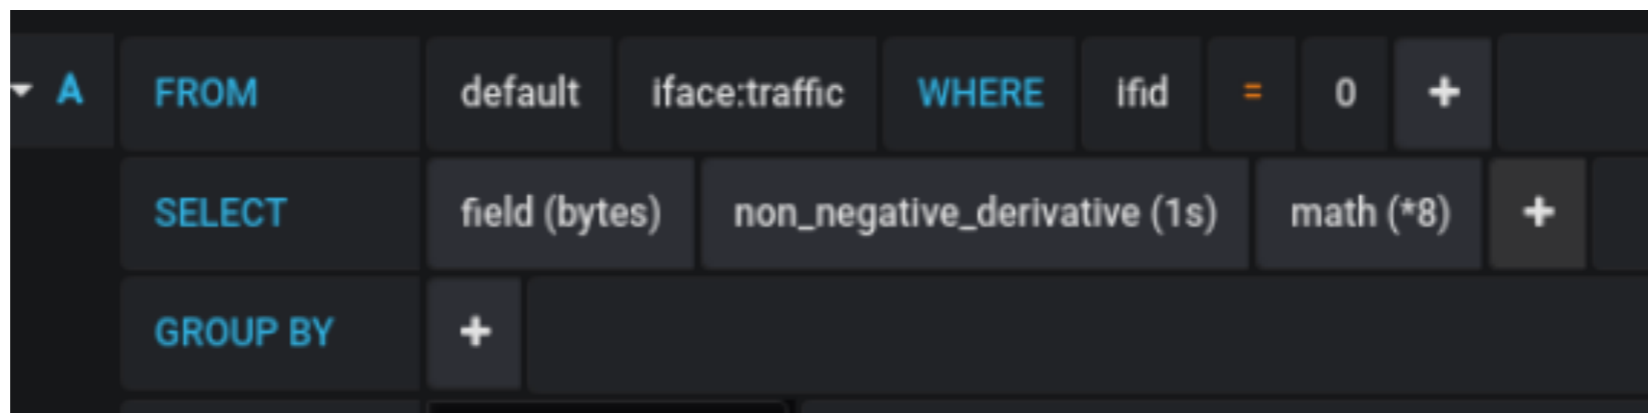 A FROM default iface:traffic WHERE ifid = 0 +
SELECT field (bytes) non_negative_derivative (1s) math (*8) +
GROUP BY +